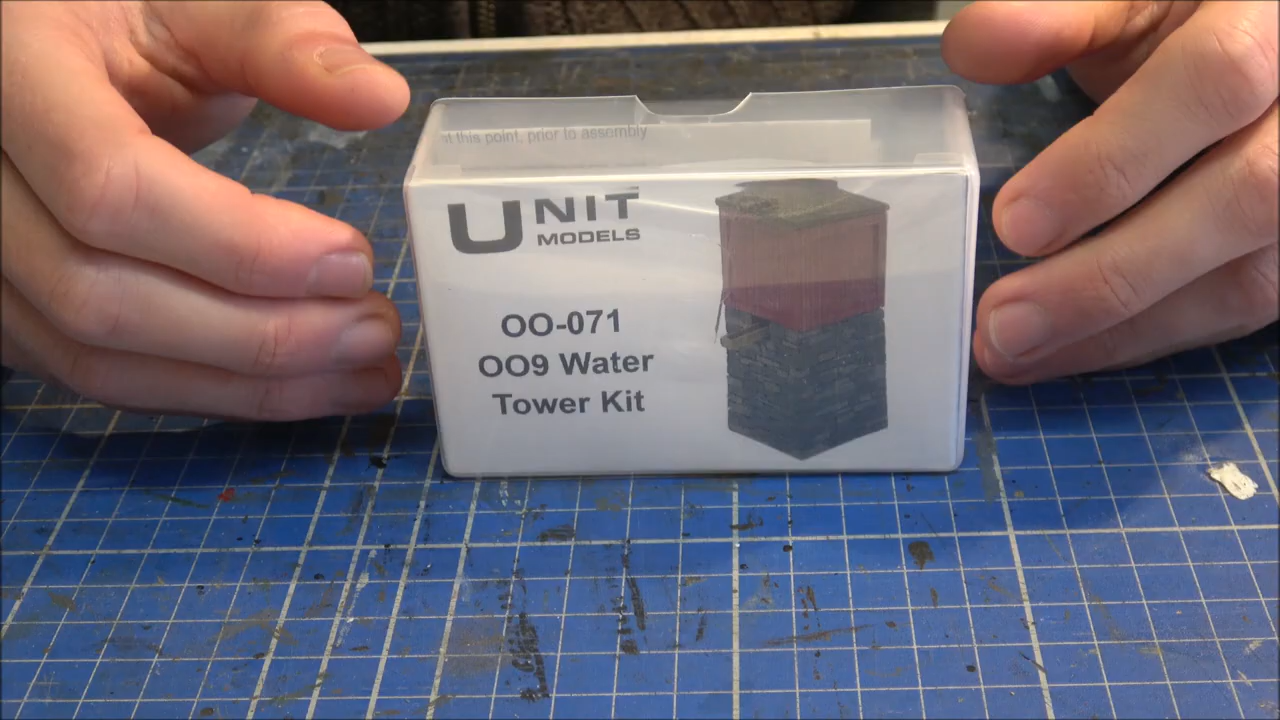 t this point, prior to assembly
UNIT
MODELS
OO-071
OO9 Water
Tower Kit